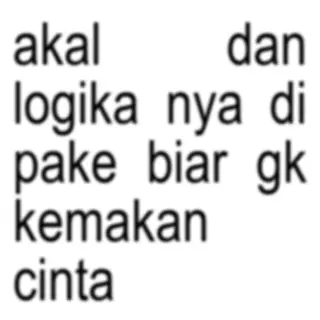 akal dan
logika nya di
pake biar gk
kemakan
cinta